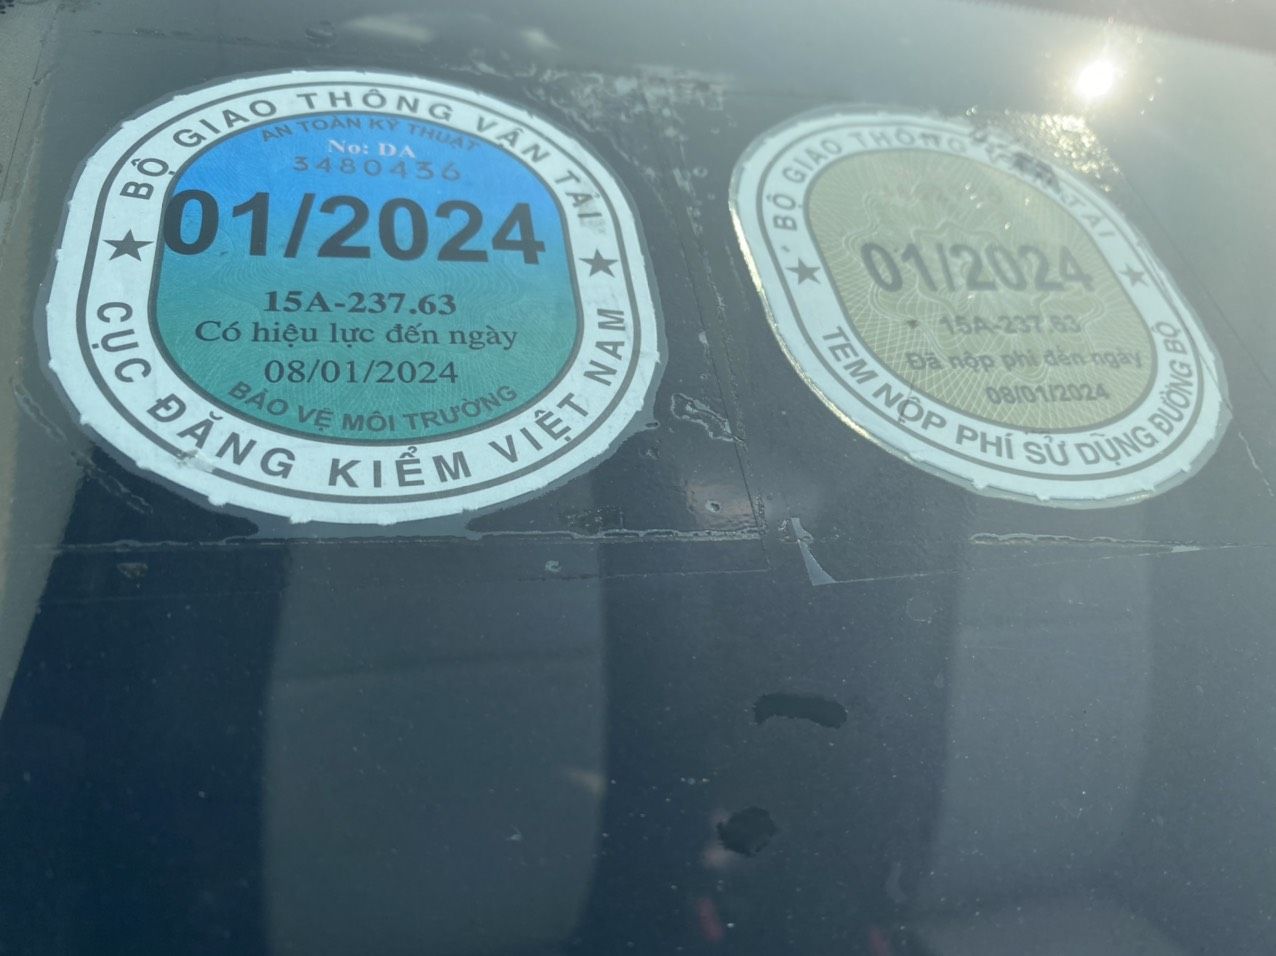 BỘ GIAO THÔNG VẬN TẢI
AN TOÀN KỸ THUẬT
No: DA
3480436
01/2024
15A-237.63
Có hiệu lực đến ngày
08/01/2024
BẢO VỆ MÔI TRƯỜNG
CỤC ĐĂNG KIỂM VIỆT NAM
BỘ GIAO THÔNG TẢI
01/2024
15A-237.63
Đã nộp phí đến ngày
08/01/2024
TEM NỘP PHÍ SỬ DỤNG ĐƯỜNG BỘ